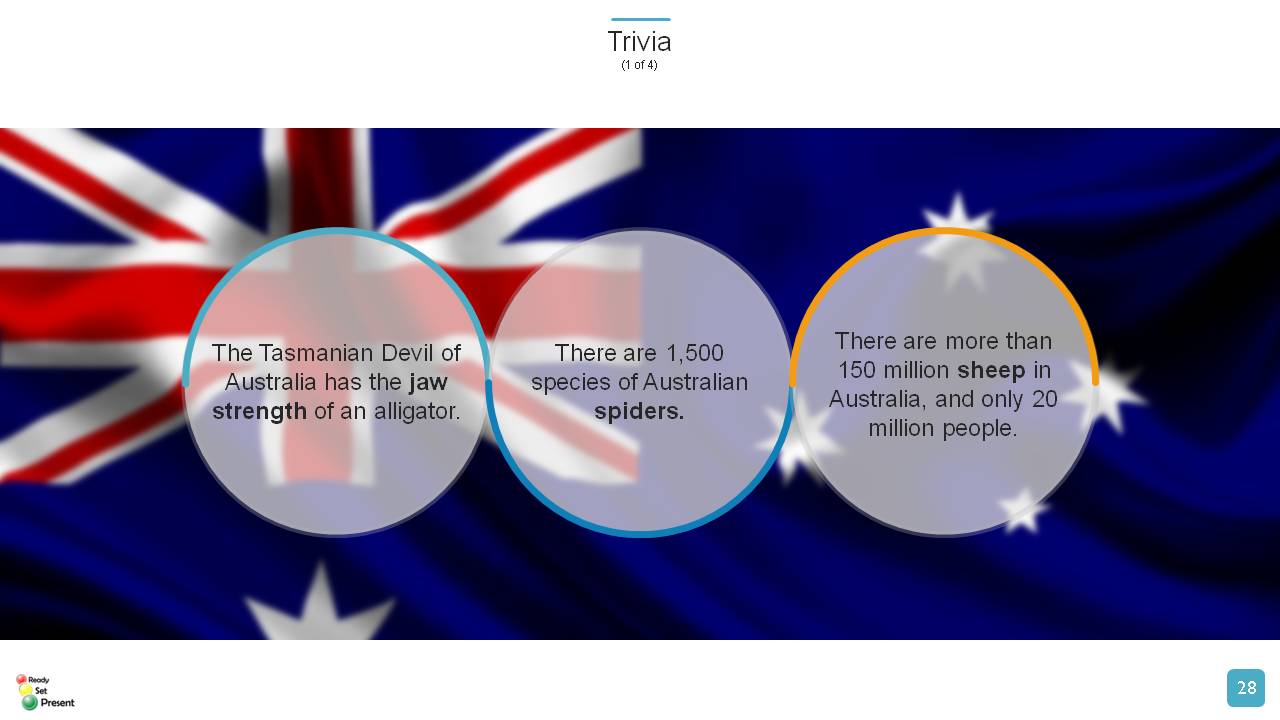 Trivia
(1 of 4)
The Tasmanian Devil of
Australia has the jaw
strength of an alligator.
There are 1,500
species of Australian
spiders.
There are more than
150 million sheep in
Australia, and only 20
million people.
Ready
Set
Present
28